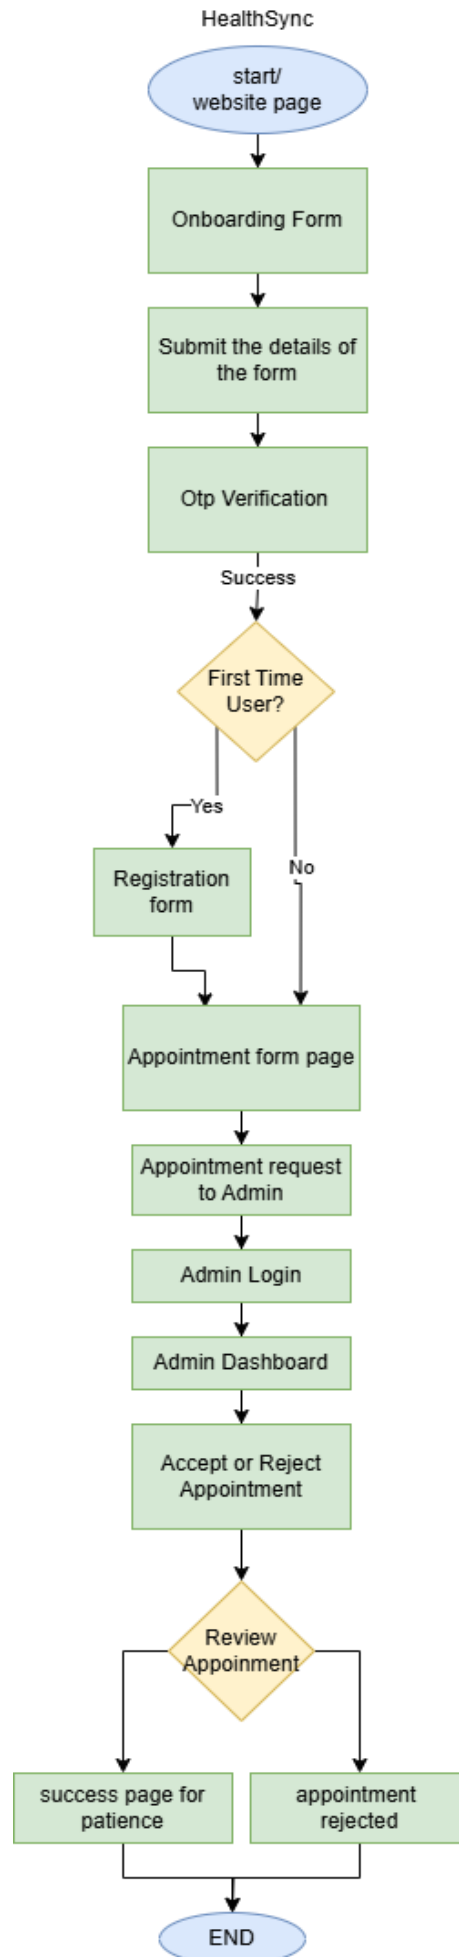 HealthSync
start/
website page
Onboarding Form
Submit the details of
the form
Otp Verification
Success
First Time
User?
Yes
No
Registration
form
Appointment form page
Appointment request
to Admin
Admin Login
Admin Dashboard
Accept or Reject
Appointment
Review
Appoinment
success page for
patience
appointment
rejected
END